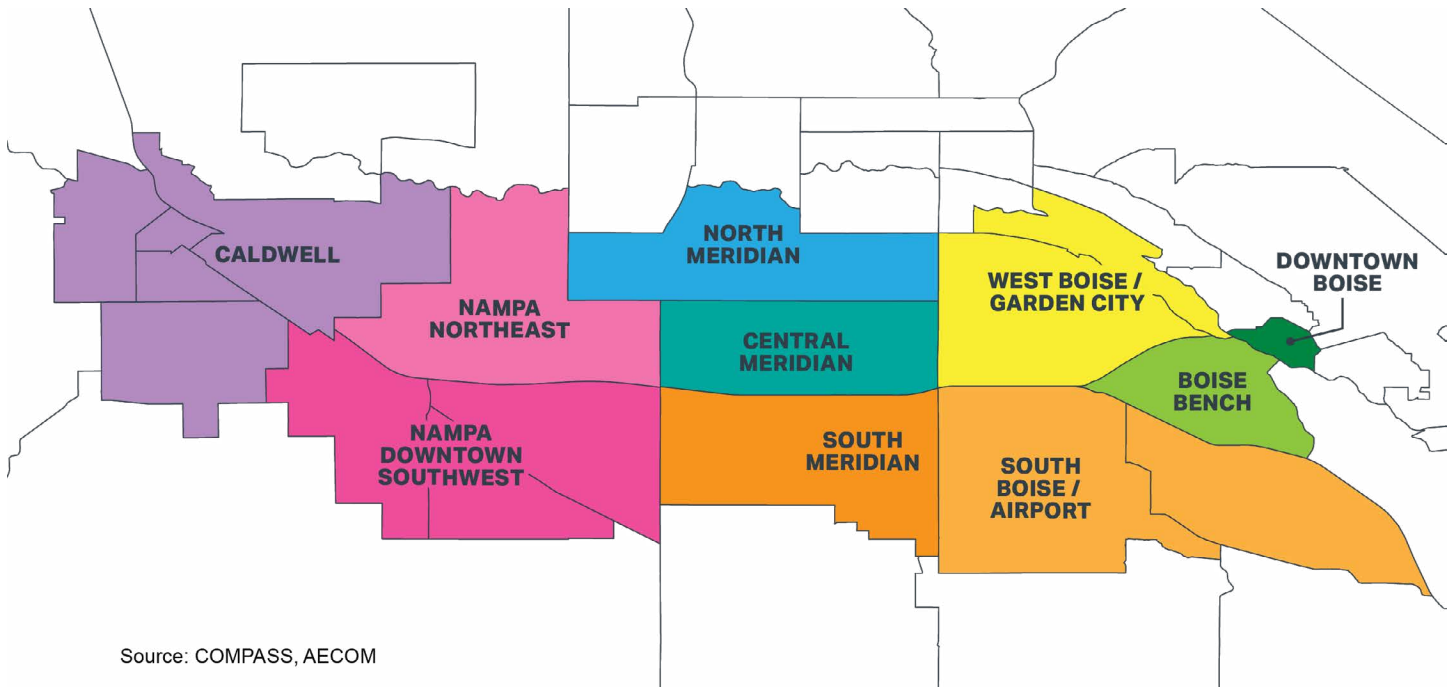 CALDWELL
NAMPA
NORTHEAST
NAMPA
DOWNTOWN
SOUTHWEST
NORTH
MERIDIAN
CENTRAL
MERIDIAN
SOUTH
MERIDIAN
WEST BOISE /
GARDEN CITY
DOWNTOWN
BOISE
BOISE
BENCH
SOUTH
BOISE /
AIRPORT
Source: COMPASS, AECOM